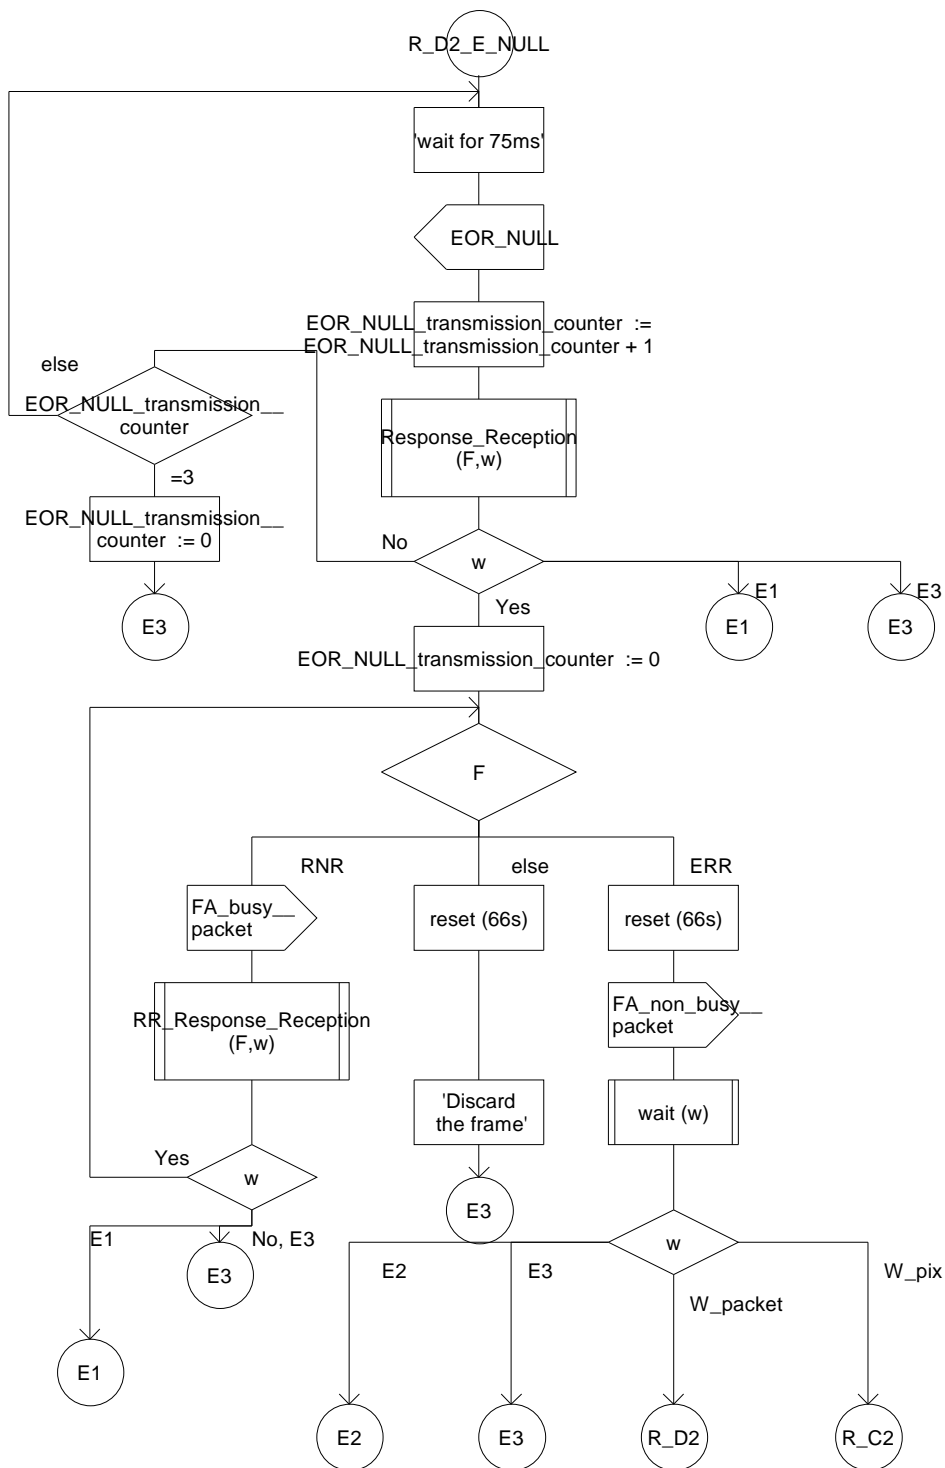 R_D2_E_NULL
'wait for 75ms'
EOR_NULL
EOR_NULL_transmission_counter :=
EOR_NULL_transmission_counter + 1
else
EOR_NULL_transmission__
counter
Response_Reception
(F,w)
=3
EOR_NULL_transmission__
counter := 0
No
w
Yes
E1
E3
E3
E1
E3
EOR_NULL_transmission_counter := 0
F
RNR
else
ERR
FA_busy__
packet
reset (66s)
reset (66s)
RR_Response_Reception
(F,w)
FA_non_busy__
packet
'Discard
the frame'
wait (w)
Yes
w
E3
E1
No, E3
E3
w
E2
E3
W_packet
W_pix
E1
E2
E3
R_D2
R_C2